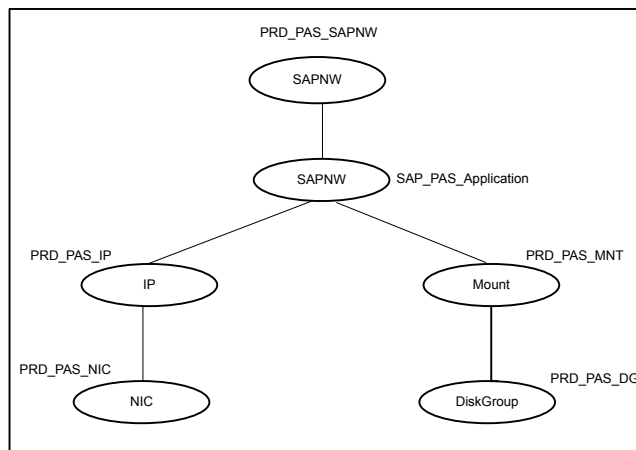 PRD_PAS_SAPNW
SAPNW
SAPNW
SAP_PAS_Application
PRD_PAS_IP
PRD_PAS_MNT
IP
Mount
PRD_PAS_NIC
PRD_PAS_DG
NIC
DiskGroup